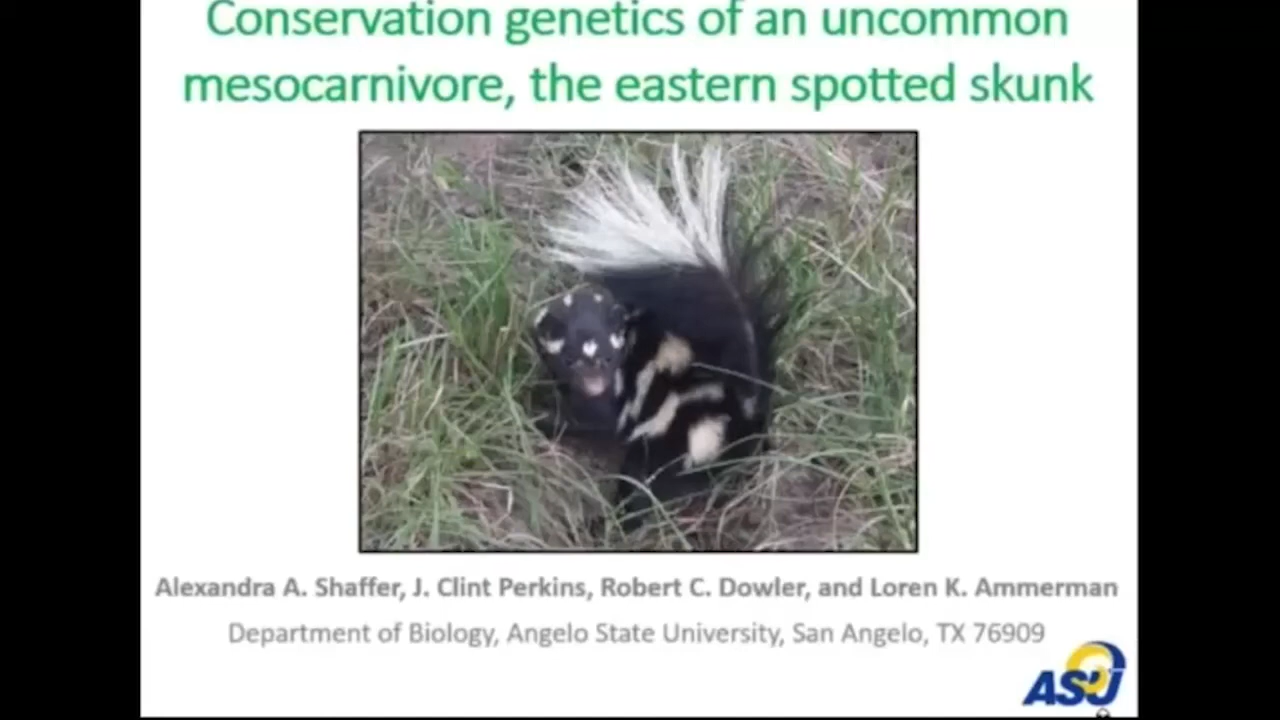 Conservation genetics of an uncommon
mesocarnivore, the eastern spotted skunk
Alexandra A. Shaffer, J. Clint Perkins, Robert C. Dowler, and Loren K. Ammerman
Department of Biology, Angelo State University, San Angelo, TX 76909
ASU